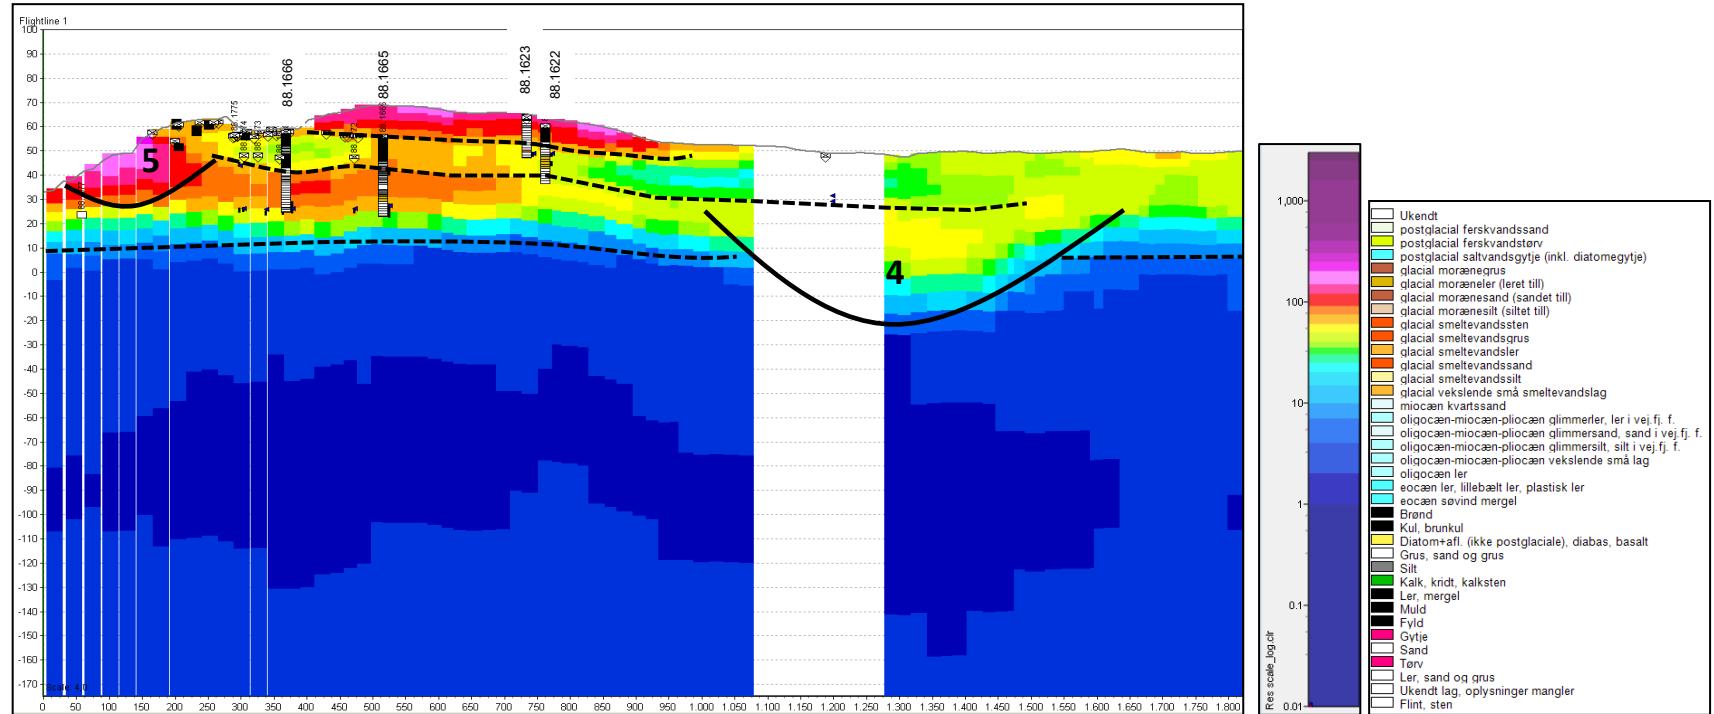 Flightline 1
100
90
80
70
60
50
40
30
20
10
0
-10
-20
-30
-40
-50
-60
-70
-80
-90
-100
-110
-120
-130
-140
-150
-160
-170
88.1666
88.1665
88.1623
88.1622
5
4
Scale: 4.0
0 50 100 150 200 250 300 350 400 450 500 550 600 650 700 750 800 850 900 950 1.000 1.050 1.100 1.150 1.200 1.250 1.300 1.350 1.400 1.450 1.500 1.550 1.600 1.650 1.700 1.750 1.800
1,000
100
10
1
0.1
0.01
Res scale_log.clr
Ukendt
postglacial ferskvandssand
postglacial ferskvandstørv
postglacial saltvandsgytje (inkl. diatomegytje)
glacial morænegrus
glacial moræneler (leret till)
glacial morænesand (sandet till)
glacial morænesilt (siltet till)
glacial smeltevandssten
glacial smeltevandsgrus
glacial smeltevandsler
glacial smeltevandssand
glacial smeltevandssilt
glacial vekslende små smeltevandslag
miocæn kvartssand
oligocæn-miocæn-pliocæn glimmerler, ler i vej.fj. f.
oligocæn-miocæn-pliocæn glimmersand, sand i vej.fj. f.
oligocæn-miocæn-pliocæn glimmersilt, silt i vej.fj. f.
oligocæn-miocæn-pliocæn vekslende små lag
oligocæn ler
eocæn ler, lillebælt ler, plastisk ler
eocæn søvind mergel
Brønd
Kul, brunkul
Diatom+afl. (ikke postglaciale), diabas, basalt
Grus, sand og grus
Silt
Kalk, kridt, kalksten
Ler, mergel
Muld
Fyld
Gytje
Sand
Tørv
Ler, sand og grus
Ukendt lag, oplysninger mangler
Flint, sten